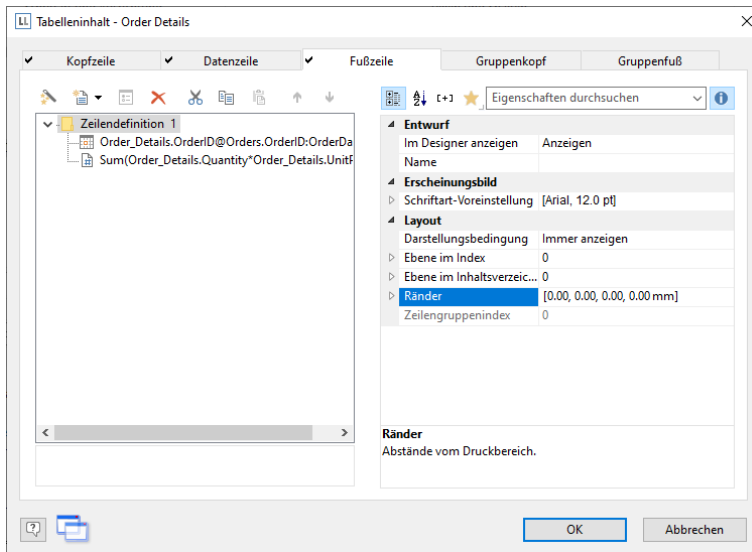 LL Tabelleninhalt - Order Details
Kopfzeile Datenzeile Fußzeile Gruppenkopf Gruppenfuß
Eigenschaften durchsuchen
Zeilendefinition 1
Order_Details.OrderID@Orders.OrderID:OrderDa
Sum(Order_Details.Quantity*Order_Details.UnitP
Entwurf
Im Designer anzeigen Anzeigen
Name
Erscheinungsbild
Schriftart-Voreinstellung [Arial, 12.0 pt]
Layout
Darstellungsbedingung Immer anzeigen
Ebene im Index 0
Ebene im Inhaltsverzeic... 0
Ränder [0.00, 0.00, 0.00, 0.00 mm]
Zeilengruppenindex 0
Ränder
Abstände vom Druckbereich.
OK Abbrechen